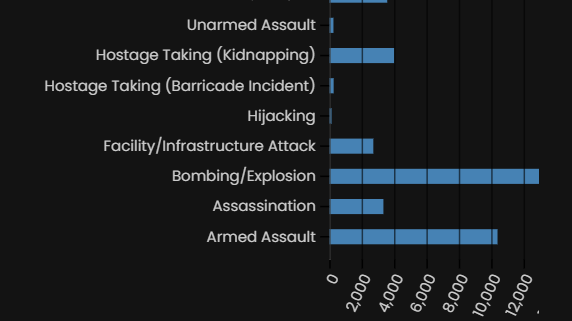 Unarmed Assault
Hostage Taking (Kidnapping)
Hostage Taking (Barricade Incident)
Hijacking
Facility/Infrastructure Attack
Bombing/Explosion
Assassination
Armed Assault
0
2,000
4,000
6,000
8,000
10,000
12,000